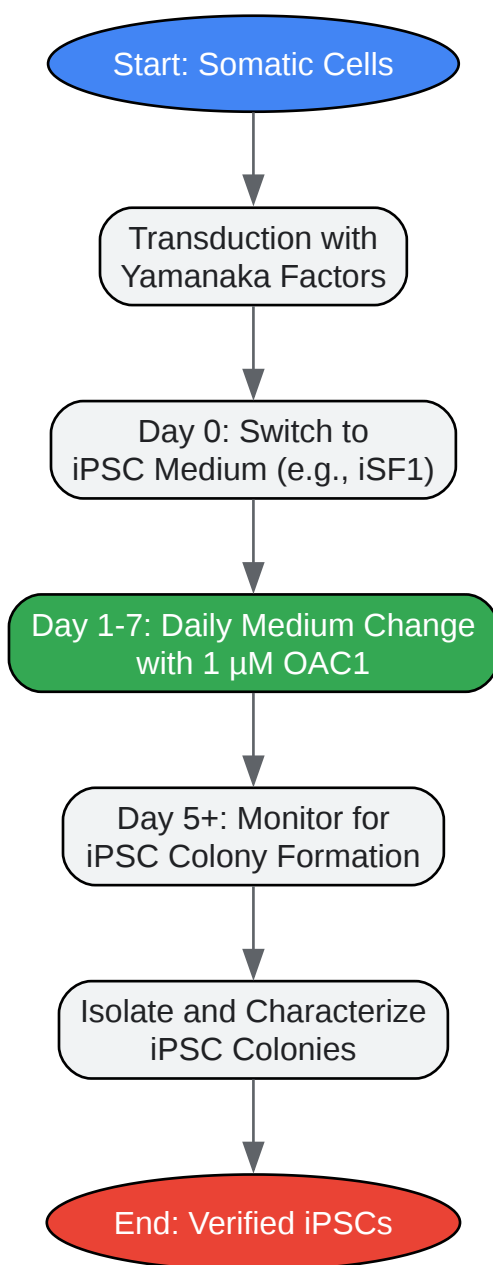 Start: Somatic Cells
Transduction with
Yamanaka Factors
Day 0: Switch to
iPSC Medium (e.g., iSF1)
Day 1-7: Daily Medium Change
with 1 µM OAC1
Day 5+: Monitor for
iPSC Colony Formation
Isolate and Characterize
iPSC Colonies
End: Verified iPSCs